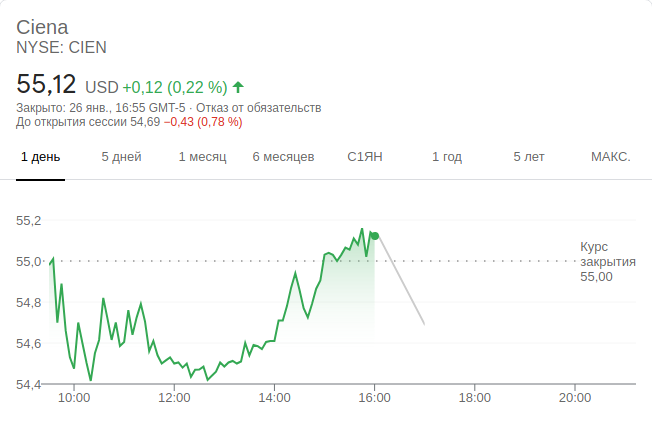 Ciena
NYSE: CIEN
55,12 USD +0,12 (0,22 %)
Закрыто: 26 янв., 16:55 GMT-5 · Отказ от обязательств
До открытия сессии 54,69 −0,43 (0,78 %)
1 день 5 дней 1 месяц 6 месяцев С1ЯН 1 год 5 лет МАКС.
55,2
55,0
54,8
54,6
54,4
Курс
закрытия
55,00
10:00 12:00 14:00 16:00 18:00 20:00